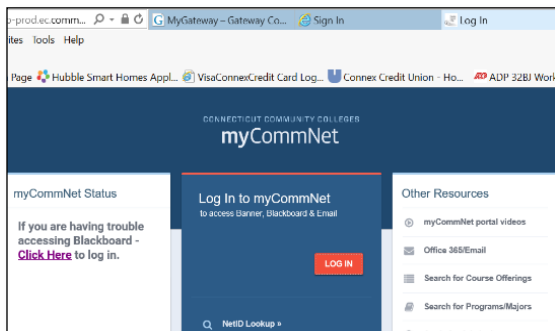 -prod.ec.comm...
MyGateway – Gateway Co...
Sign In
Log In
ites Tools Help
Page Hubble Smart Homes Appl... VisaConnexCredit Card Log... Connex Credit Union - Ho... ADP 32BJ Work
CONNECTICUT COMMUNITY COLLEGES
myCommNet
myCommNet Status
If you are having trouble
accessing Blackboard -
Click Here to log in.
Log In to myCommNet
to access Banner, Blackboard & Email
LOG IN
NetID Lookup »
Other Resources
myCommNet portal videos
Office 365/Email
Search for Course Offerings
Search for Programs/Majors